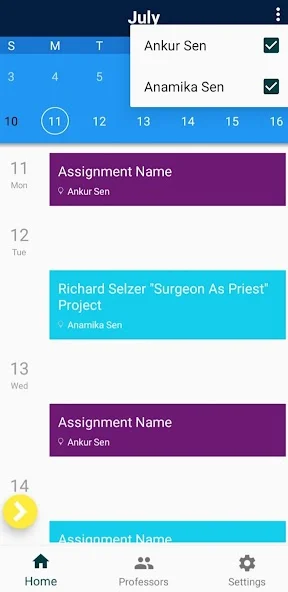 July
Ankur Sen
Anamika Sen
S M T
3 4 5
10 11 12 13 14 15 16
11
Mon
Assignment Name
Ankur Sen
12
Tue
Richard Selzer "Surgeon As Priest"
Project
Anamika Sen
13
Wed
Assignment Name
Ankur Sen
14
Assignment Name
Home Professors Settings